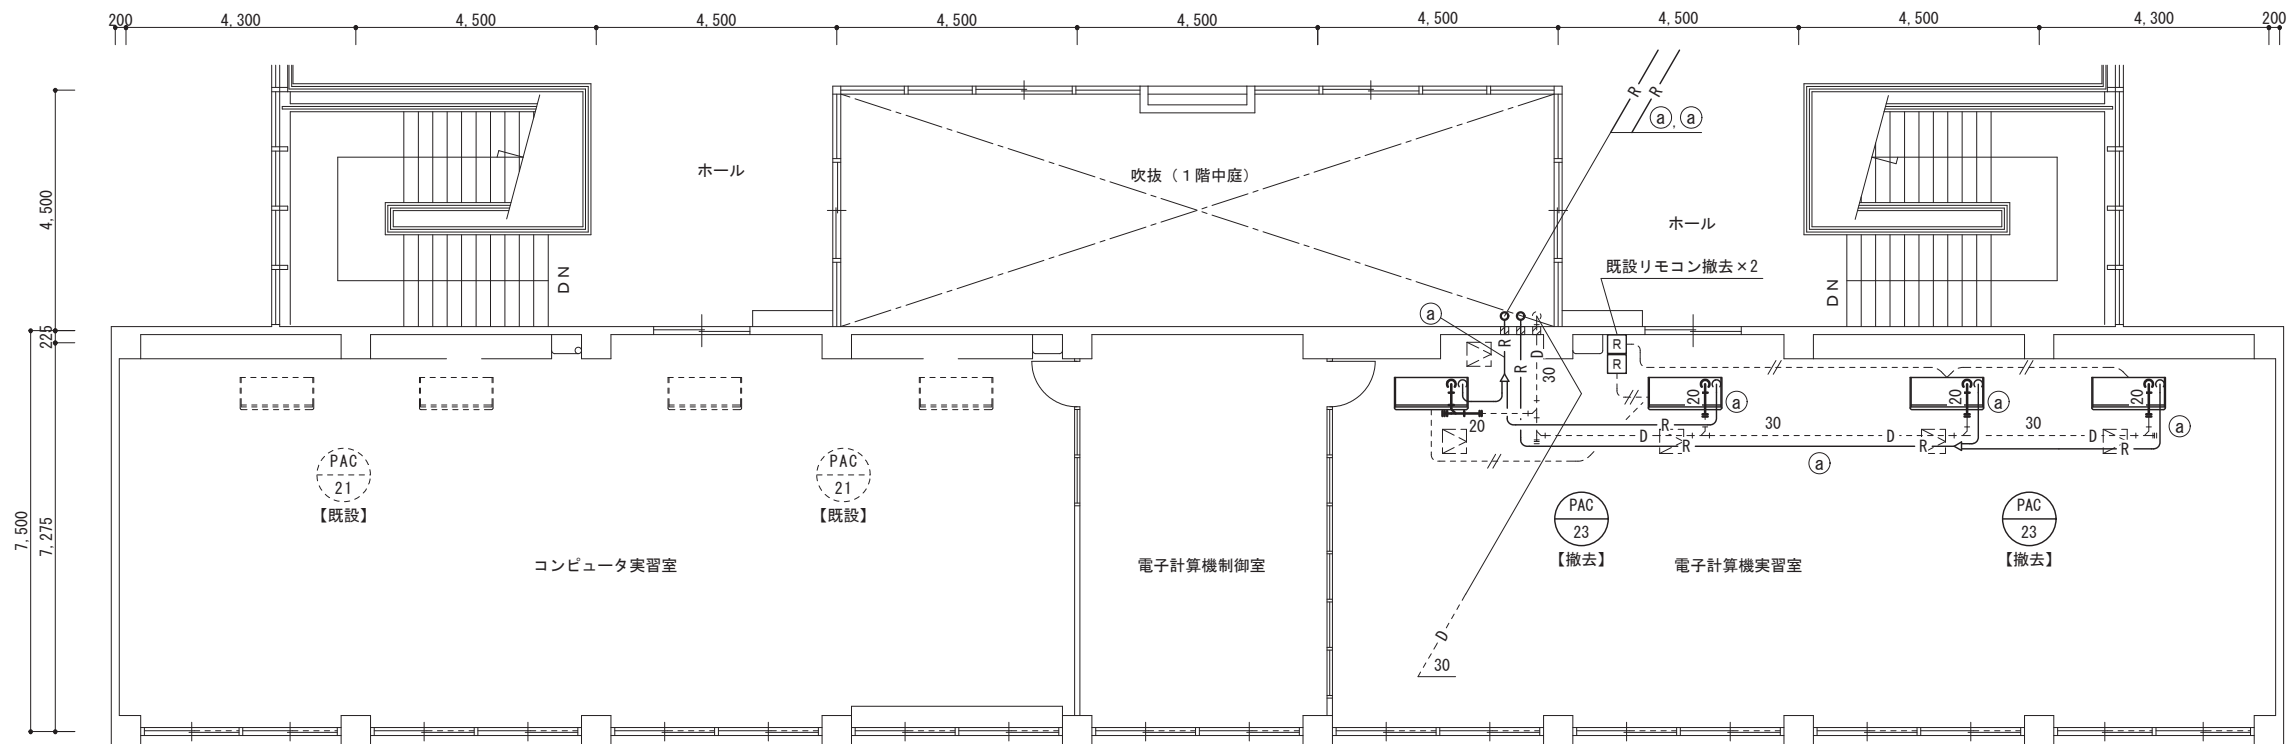 200 4,300 4,500 4,500 4,500 4,500 4,500 4,500 4,500 4,300 200
4,500
225
7,500
7,275
ホール
吹抜（１階中庭）
ホール
DN
DN
R
R
a, a
既設リモコン撤去×2
a
R
R
D
30
R
R
20
20
20
20
a
a
a
R
30
30
D
R
D
R
D
R
a
PAC
21
【既設】
PAC
21
【既設】
PAC
23
【撤去】
PAC
23
【撤去】
コンピュータ実習室
電子計算機制御室
電子計算機実習室
D
30